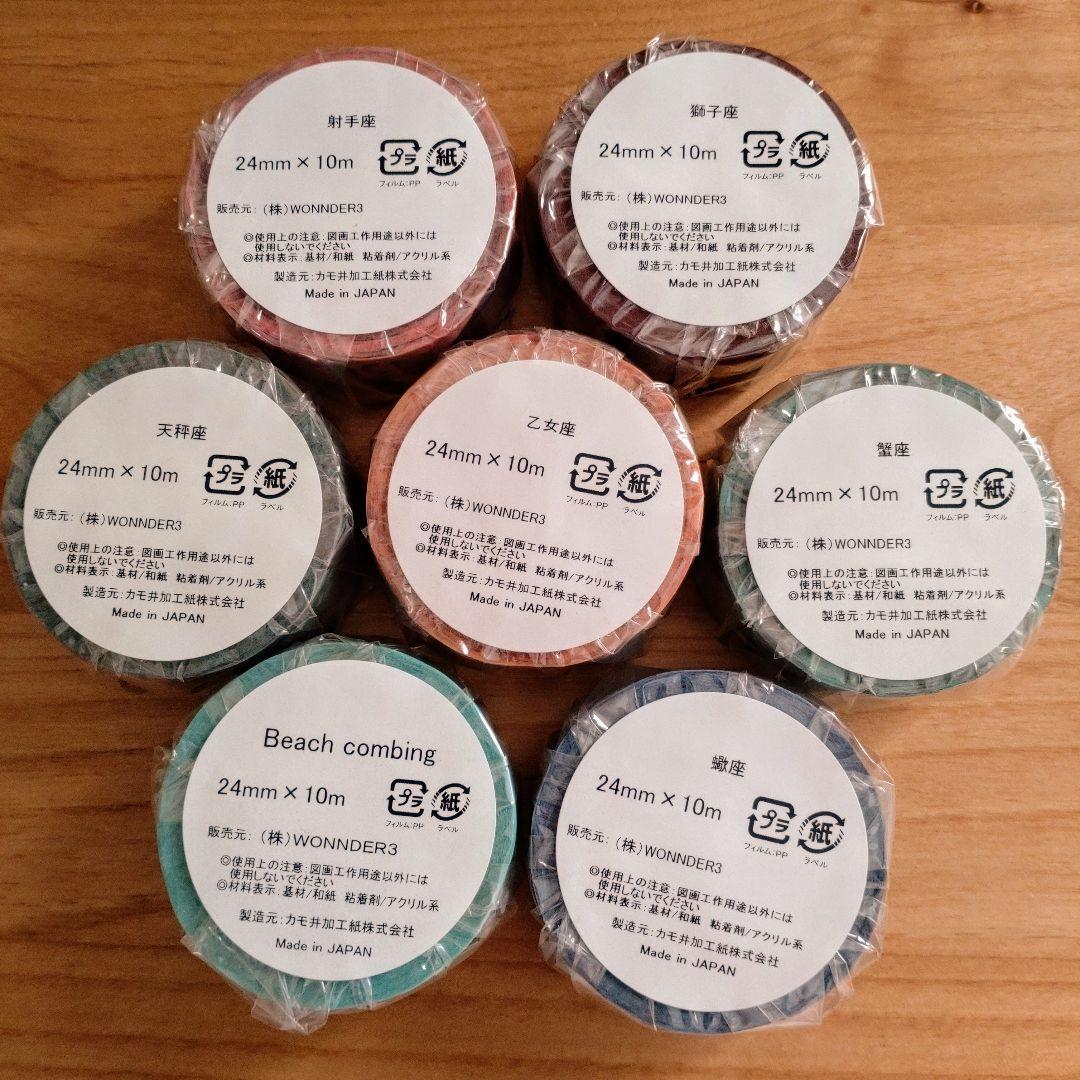 射手座
24mm×10m
プラ 紙
フィルム:PP ラベル
販売元: (株)WONNDER3
◎使用上の注意:図画工作用途以外には
使用しないでください
◎材料表示:基材/和紙 粘着剤/アクリル系
製造元:カモ井加工紙株式会社
Made in JAPAN
獅子座
24mm×10m
プラ 紙
フィルム:PP ラベル
販売元: (株)WONNDER3
◎使用上の注意:図画工作用途以外には
使用しないでください
◎材料表示:基材/和紙 粘着剤/アクリル系
製造元:カモ井加工紙株式会社
Made in JAPAN
天秤座
24mm×10m
プラ 紙
フィルム:PP ラベル
販売元: (株)WONNDER3
◎使用上の注意:図画工作用途以外には
使用しないでください
◎材料表示:基材/和紙 粘着剤/アクリル系
製造元:カモ井加工紙株式会社
Made in JAPAN
乙女座
24mm×10m
プラ 紙
フィルム:PP ラベル
販売元: (株)WONNDER3
◎使用上の注意:図画工作用途以外には
使用しないでください
◎材料表示:基材/和紙 粘着剤/アクリル系
製造元:カモ井加工紙株式会社
Made in JAPAN
蟹座
24mm×10m
プラ 紙
フィルム:PP ラベル
販売元: (株)WONNDER3
◎使用上の注意:図画工作用途以外には
使用しないでください
◎材料表示:基材/和紙 粘着剤/アクリル系
製造元:カモ井加工紙株式会社
Made in JAPAN
Beach combing
24mm×10m
プラ 紙
フィルム:PP ラベル
販売元: (株)WONNDER3
◎使用上の注意:図画工作用途以外には
使用しないでください
◎材料表示:基材/和紙 粘着剤/アクリル系
製造元:カモ井加工紙株式会社
Made in JAPAN
蠍座
24mm×10m
プラ 紙
フィルム:PP ラベル
販売元: (株)WONNDER3
◎使用上の注意:図画工作用途以外には
使用しないでください
◎材料表示:基材/和紙 粘着剤/アクリル系
製造元:カモ井加工紙株式会社
Made in JAPAN